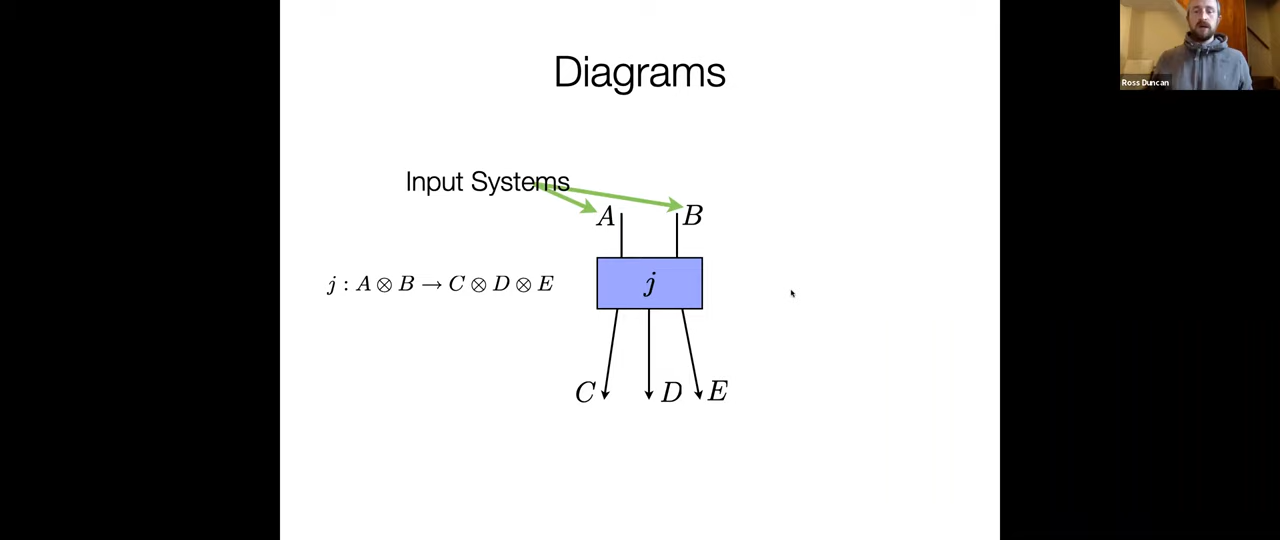 Diagrams
Ross Duncan
Input Systems
A B
j : A ⊗ B → C ⊗ D ⊗ E
j
C D E